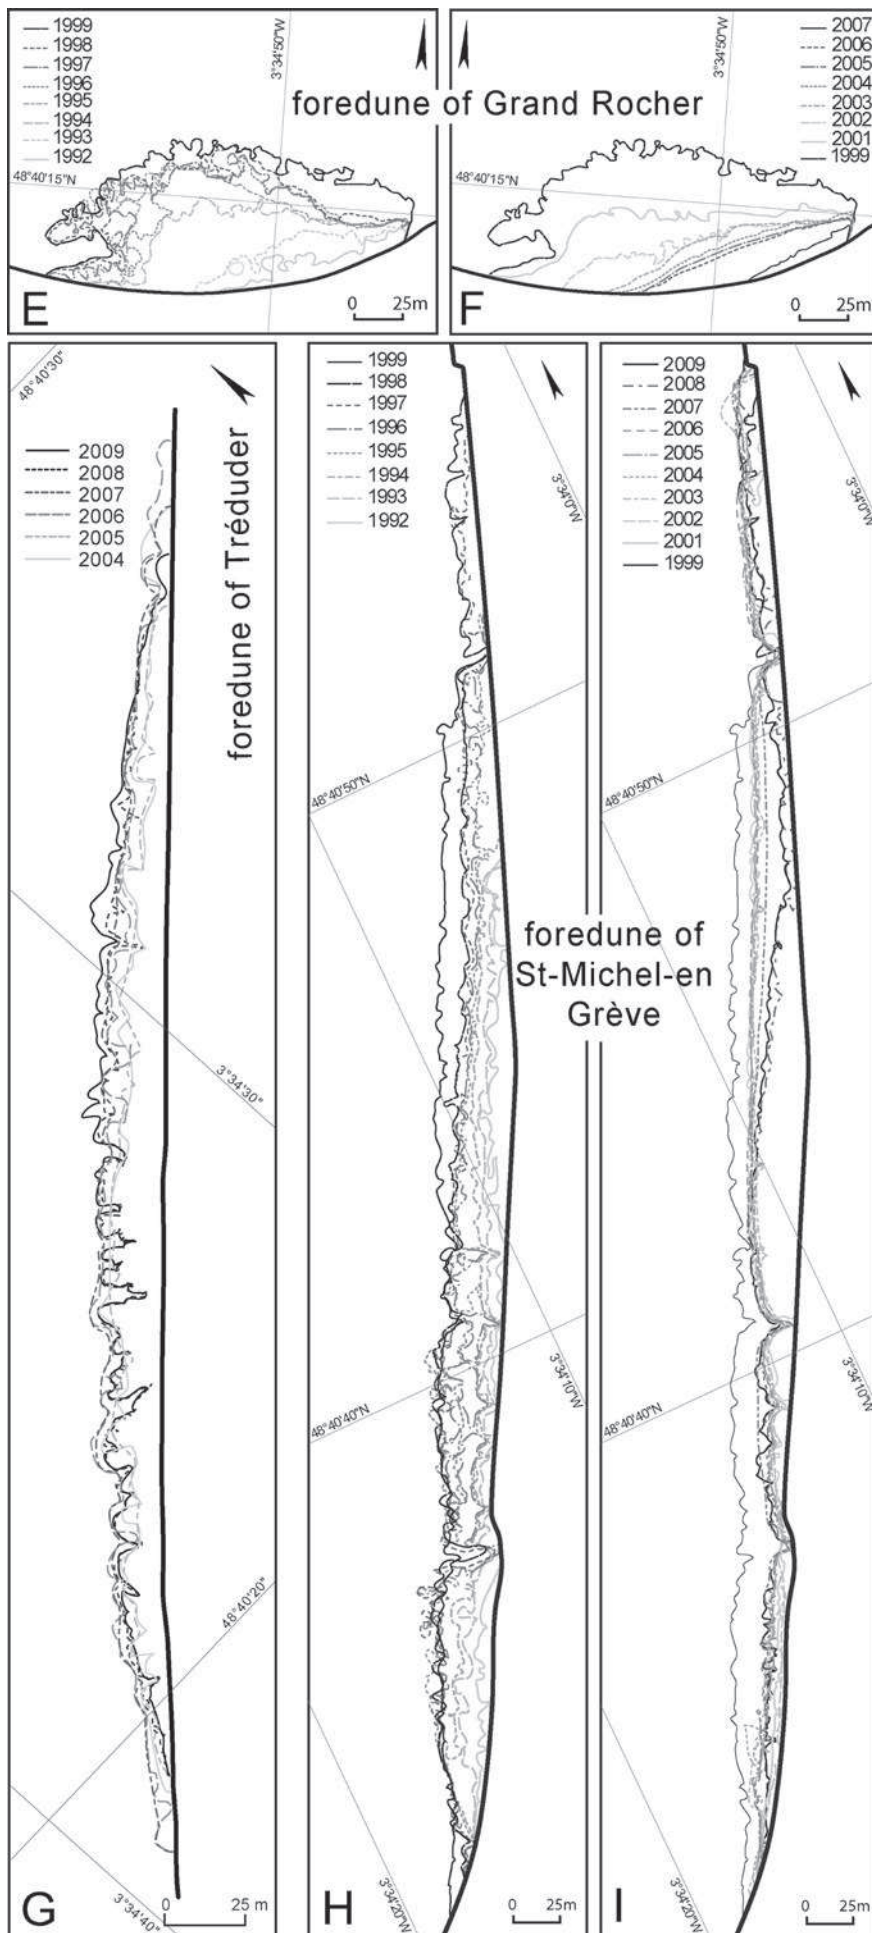 1999
1998
1997
1996
1995
1994
1993
1992
3°34'50"W
48°40'15"N
foredune of Grand Rocher
0 25m
E
2007
2006
2005
2004
2003
2002
2001
1999
3°34'50"W
48°40'15"N
0 25m
F
48°40'30"
2009
2008
2007
2006
2005
2004
foredune of Tréduder
3°34'30"
48°40'20"
3°34'40"
0 25 m
G
1999
1998
1997
1996
1995
1994
1993
1992
3°34'0"W
48°40'50"N
foredune of
St-Michel-en
Grève
3°34'10"W
48°40'40"N
3°34'20"W
0 25m
H
2009
2008
2007
2006
2005
2004
2003
2002
2001
1999
3°34'0"W
48°40'50"N
3°34'10"W
48°40'40"N
3°34'20"W
0 25m
I